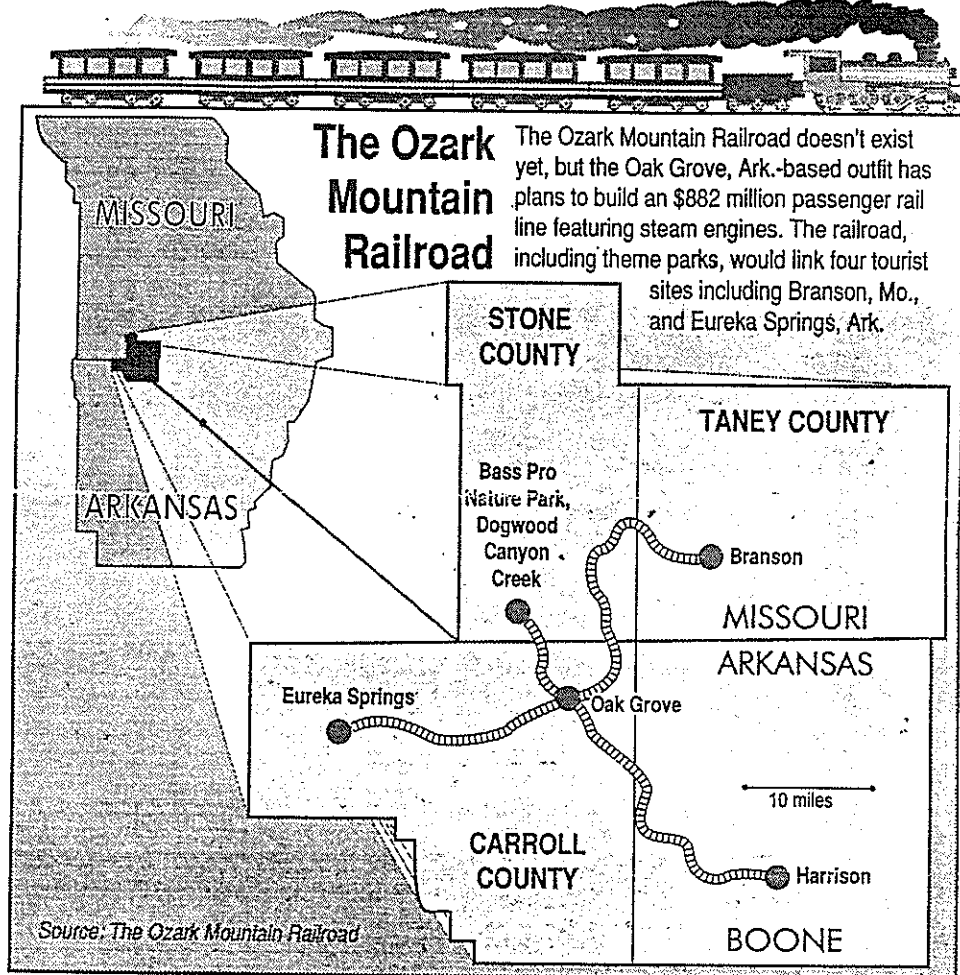 The Ozark
Mountain
Railroad
The Ozark Mountain Railroad doesn't exist
yet, but the Oak Grove, Ark.-based outfit has
plans to build an $882 million passenger rail
line featuring steam engines. The railroad,
including theme parks, would link four tourist
sites including Branson, Mo.,
and Eureka Springs, Ark.
MISSOURI
ARKANSAS
STONE
COUNTY
TANEY COUNTY
Bass Pro
Nature Park,
Dogwood
Canyon
Creek
Branson
MISSOURI
ARKANSAS
Eureka Springs
Oak Grove
10 miles
CARROLL
COUNTY
Harrison
BOONE
Source: The Ozark Mountain Railroad